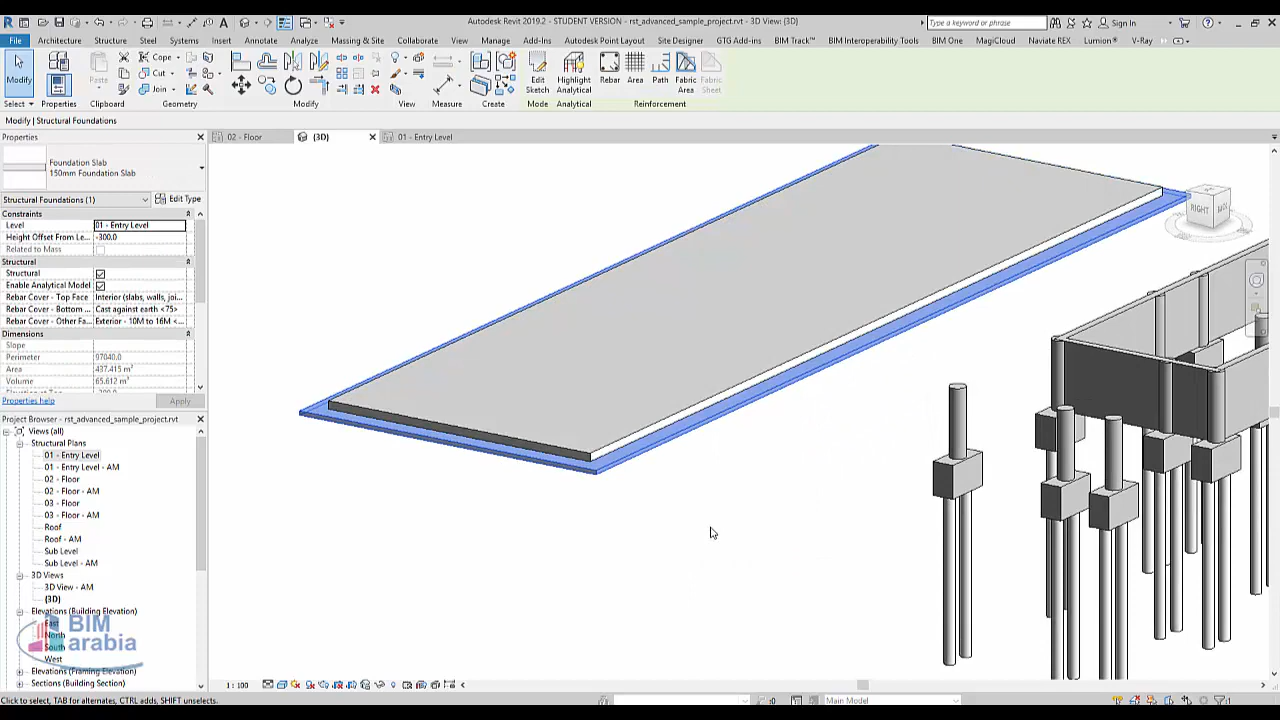 Autodesk Revit 2019.2 - STUDENT VERSION - rst_advanced_sample_project.rvt - 3D View: {3D}
Type a keyword or phrase
Sign In
File Architecture Structure Steel Systems Insert Annotate Analyze Massing & Site Collaborate View Manage Add-Ins Autodesk Point Layout Site Designer CTG Add-ins BIM Track™ BIM Interoperability Tools BIM One MagiCloud Naviate REX Lumion® V-Ray
Modify Properties Paste Cope Cut Join Edit Sketch Highlight Analytical Rebar Area Path Fabric Area Fabric Sheet
Select Properties Clipboard Geometry Modify View Measure Create Mode Analytical Reinforcement
Modify | Structural Foundations
Properties
02 - Floor
{3D}
01 - Entry Level
Foundation Slab
150mm Foundation Slab
Structural Foundations (1)
Edit Type
Constraints
Level 01 - Entry Level
Height Offset From Le... -300.0
Related to Mass
Structural
Structural
Enable Analytical Model
Rebar Cover - Top Face Interior (slabs, walls, joi...
Rebar Cover - Bottom ... Cast against earth <75>
Rebar Cover - Other Fa... Exterior - 10M to 16M <...
Dimensions
Slope
Perimeter 97040.0
Area 437.415 m²
Volume 65.612 m³
Properties help
Apply
Project Browser - rst_advanced_sample_project.rvt
Views (all)
Structural Plans
01 - Entry Level
01 - Entry Level - AM
02 - Floor
02 - Floor - AM
03 - Floor
03 - Floor - AM
Roof
Roof - AM
Sub Level
Sub Level - AM
3D Views
3D View - AM
{3D}
Elevations (Building Elevation)
East
North
South
West
Elevations (Framing Elevation)
Sections (Building Section)
BIM
arabia
RIGHT
1 : 100
Click to select, TAB for alternates, CTRL adds, SHIFT unselects.
:0
Main Model
:1